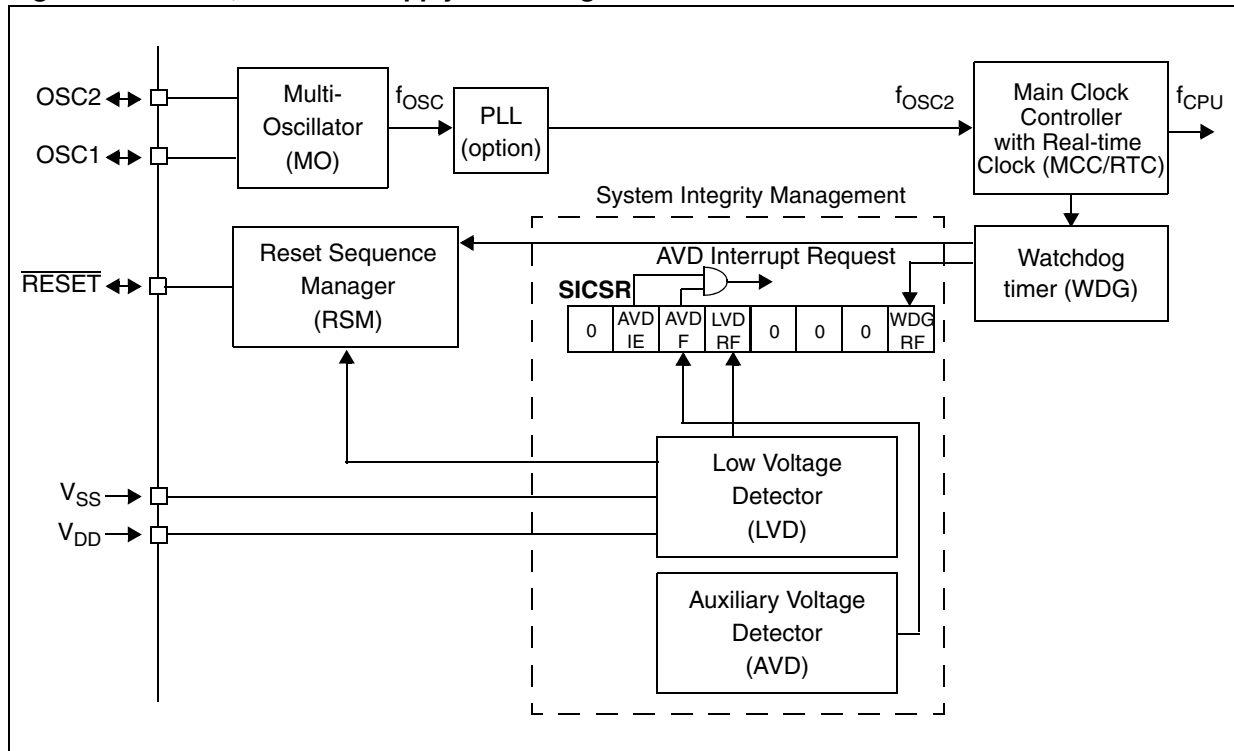 OSC2
OSC1
Multi-
Oscillator
(MO)
fOSC
PLL
(option)
fOSC2
Main Clock
Controller
with Real-time
Clock (MCC/RTC)
fCPU
System Integrity Management
RESET
Reset Sequence
Manager
(RSM)
AVD Interrupt Request
Watchdog
timer (WDG)
SICSR
0
AVD
IE
AVD
F
LVD
RF
0
0
0
WDG
RF
VSS
VDD
Low Voltage
Detector
(LVD)
Auxiliary Voltage
Detector
(AVD)